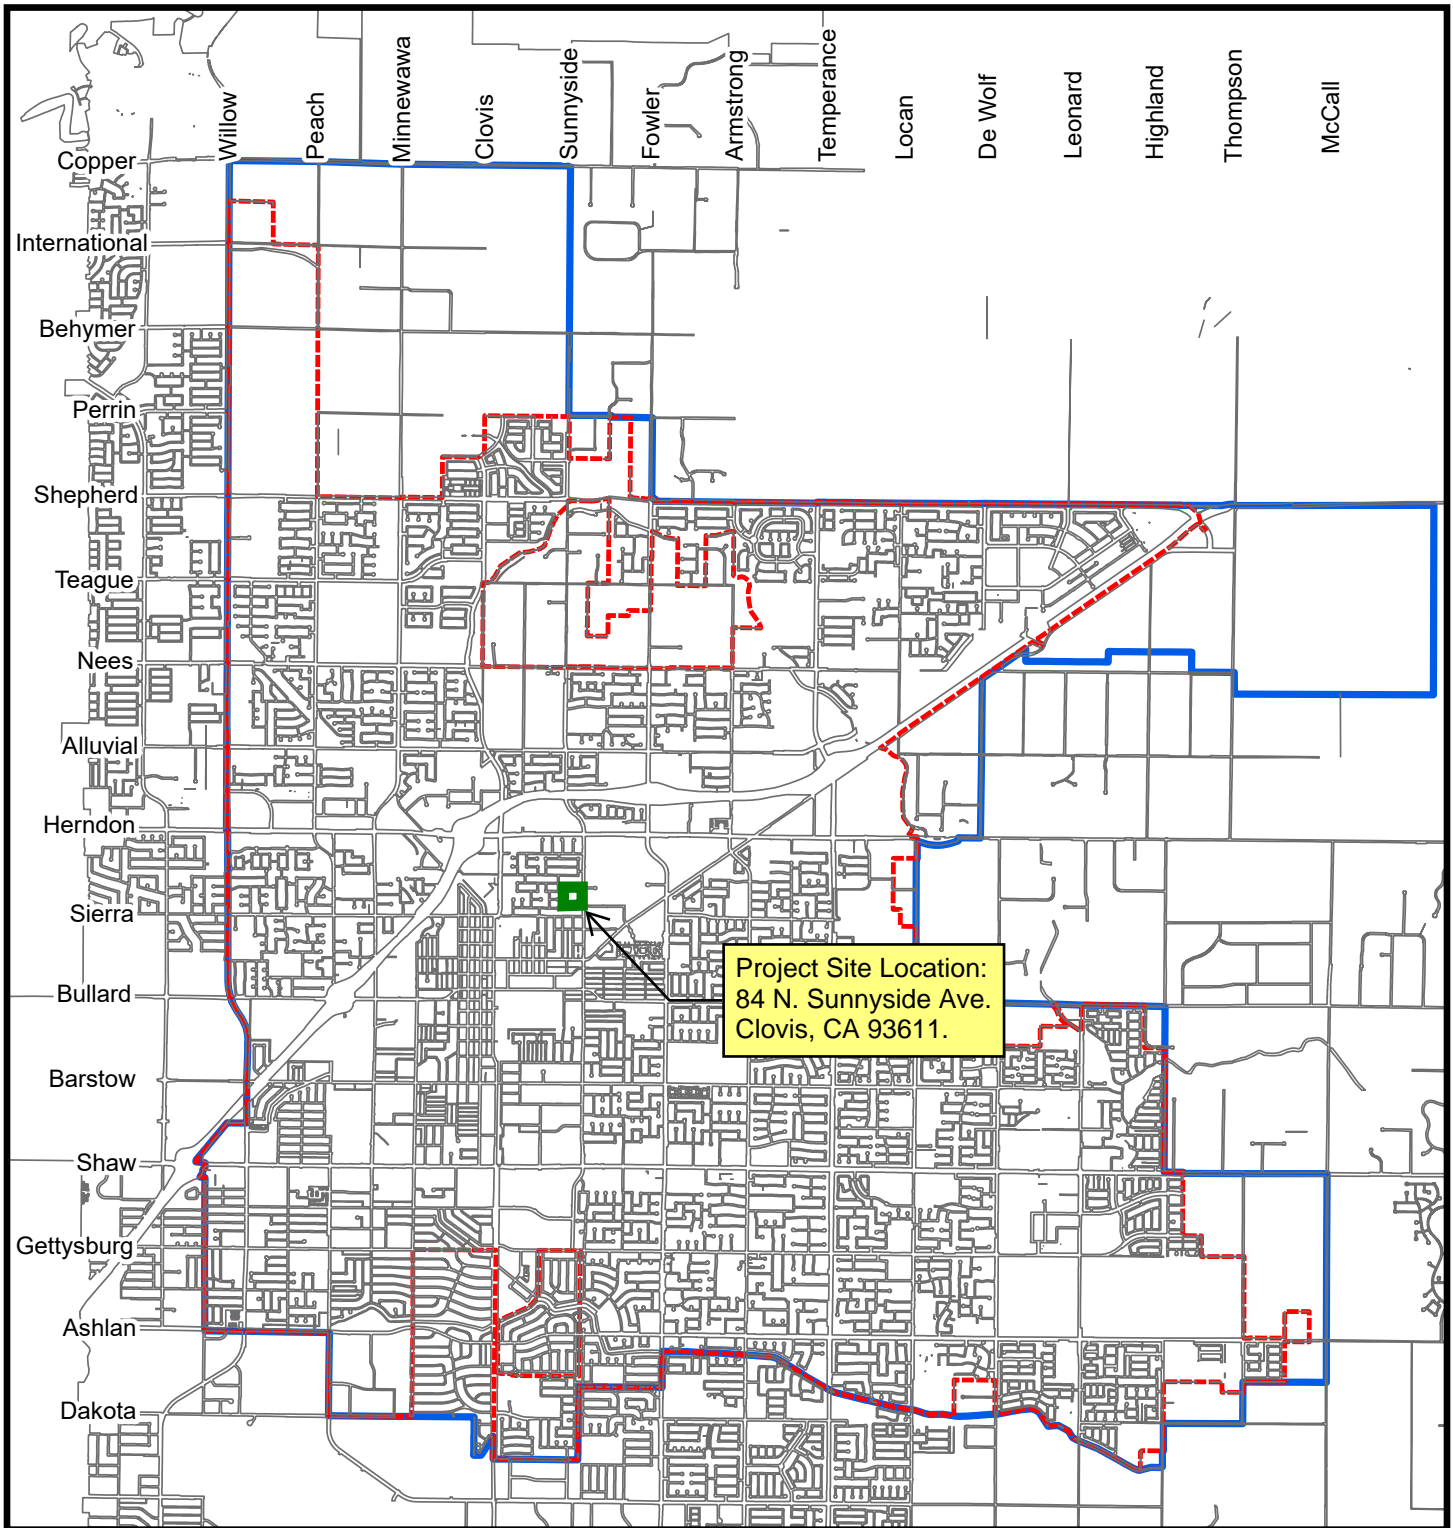 Willow
Peach
Minnewawa
Clovis
Sunnyside
Fowler
Armstrong
Temperance
Locan
De Wolf
Leonard
Highland
Thompson
McCall
Copper
International
Behymer
Perrin
Shepherd
Teague
Nees
Alluvial
Herndon
Sierra
Bullard
Barstow
Shaw
Gettysburg
Ashlan
Dakota
Project Site Location:
84 N. Sunnyside Ave.
Clovis, CA 93611.